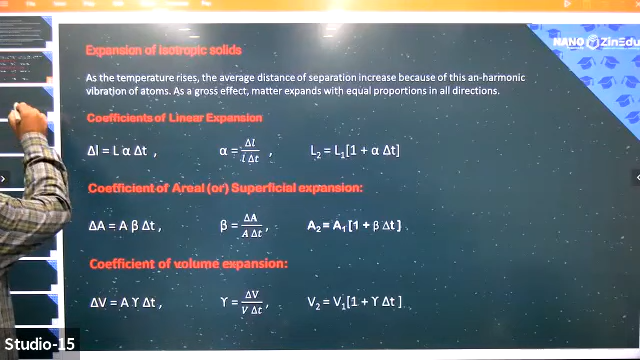 NANO ZinEdu
Expansion of isotropic solids
As the temperature rises, the average distance of separation increase because of this an-harmonic
vibration of atoms. As a gross effect, matter expands with equal proportions in all directions.
Coefficients of Linear Expansion
Δl = L α Δt , α = Δl / l Δt , L₂ = L₁[1 + α Δt]
Coefficient of Areal (or) Superficial expansion:
ΔA = A β Δt , β = ΔA / A Δt , A₂ = A₁ [1 + β Δt]
Coefficient of volume expansion:
ΔV = A ϒ Δt , ϒ = ΔV / V Δt , V₂ = V₁[1 + ϒ Δt ]
Studio-15